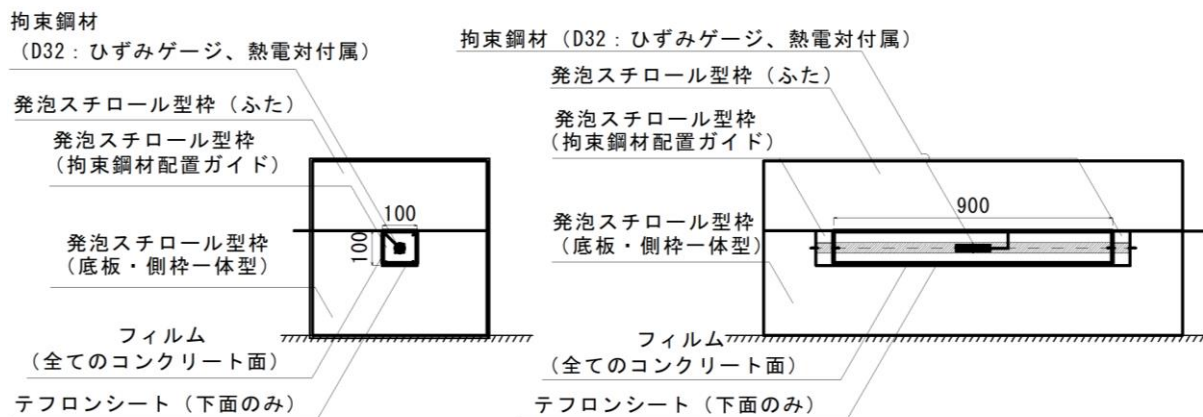 拘束鋼材
（D32：ひずみゲージ、熱電対付属）
発泡スチロール型枠（ふた）
発泡スチロール型枠
（拘束鋼材配置ガイド）
100
100
発泡スチロール型枠
（底板・側枠一体型）
フィルム
（全てのコンクリート面）
テフロンシート（下面のみ）
拘束鋼材（D32：ひずみゲージ、熱電対付属）
発泡スチロール型枠（ふた）
発泡スチロール型枠
（拘束鋼材配置ガイド）
900
発泡スチロール型枠
（底板・側枠一体型）
フィルム
（全てのコンクリート面）
テフロンシート（下面のみ）